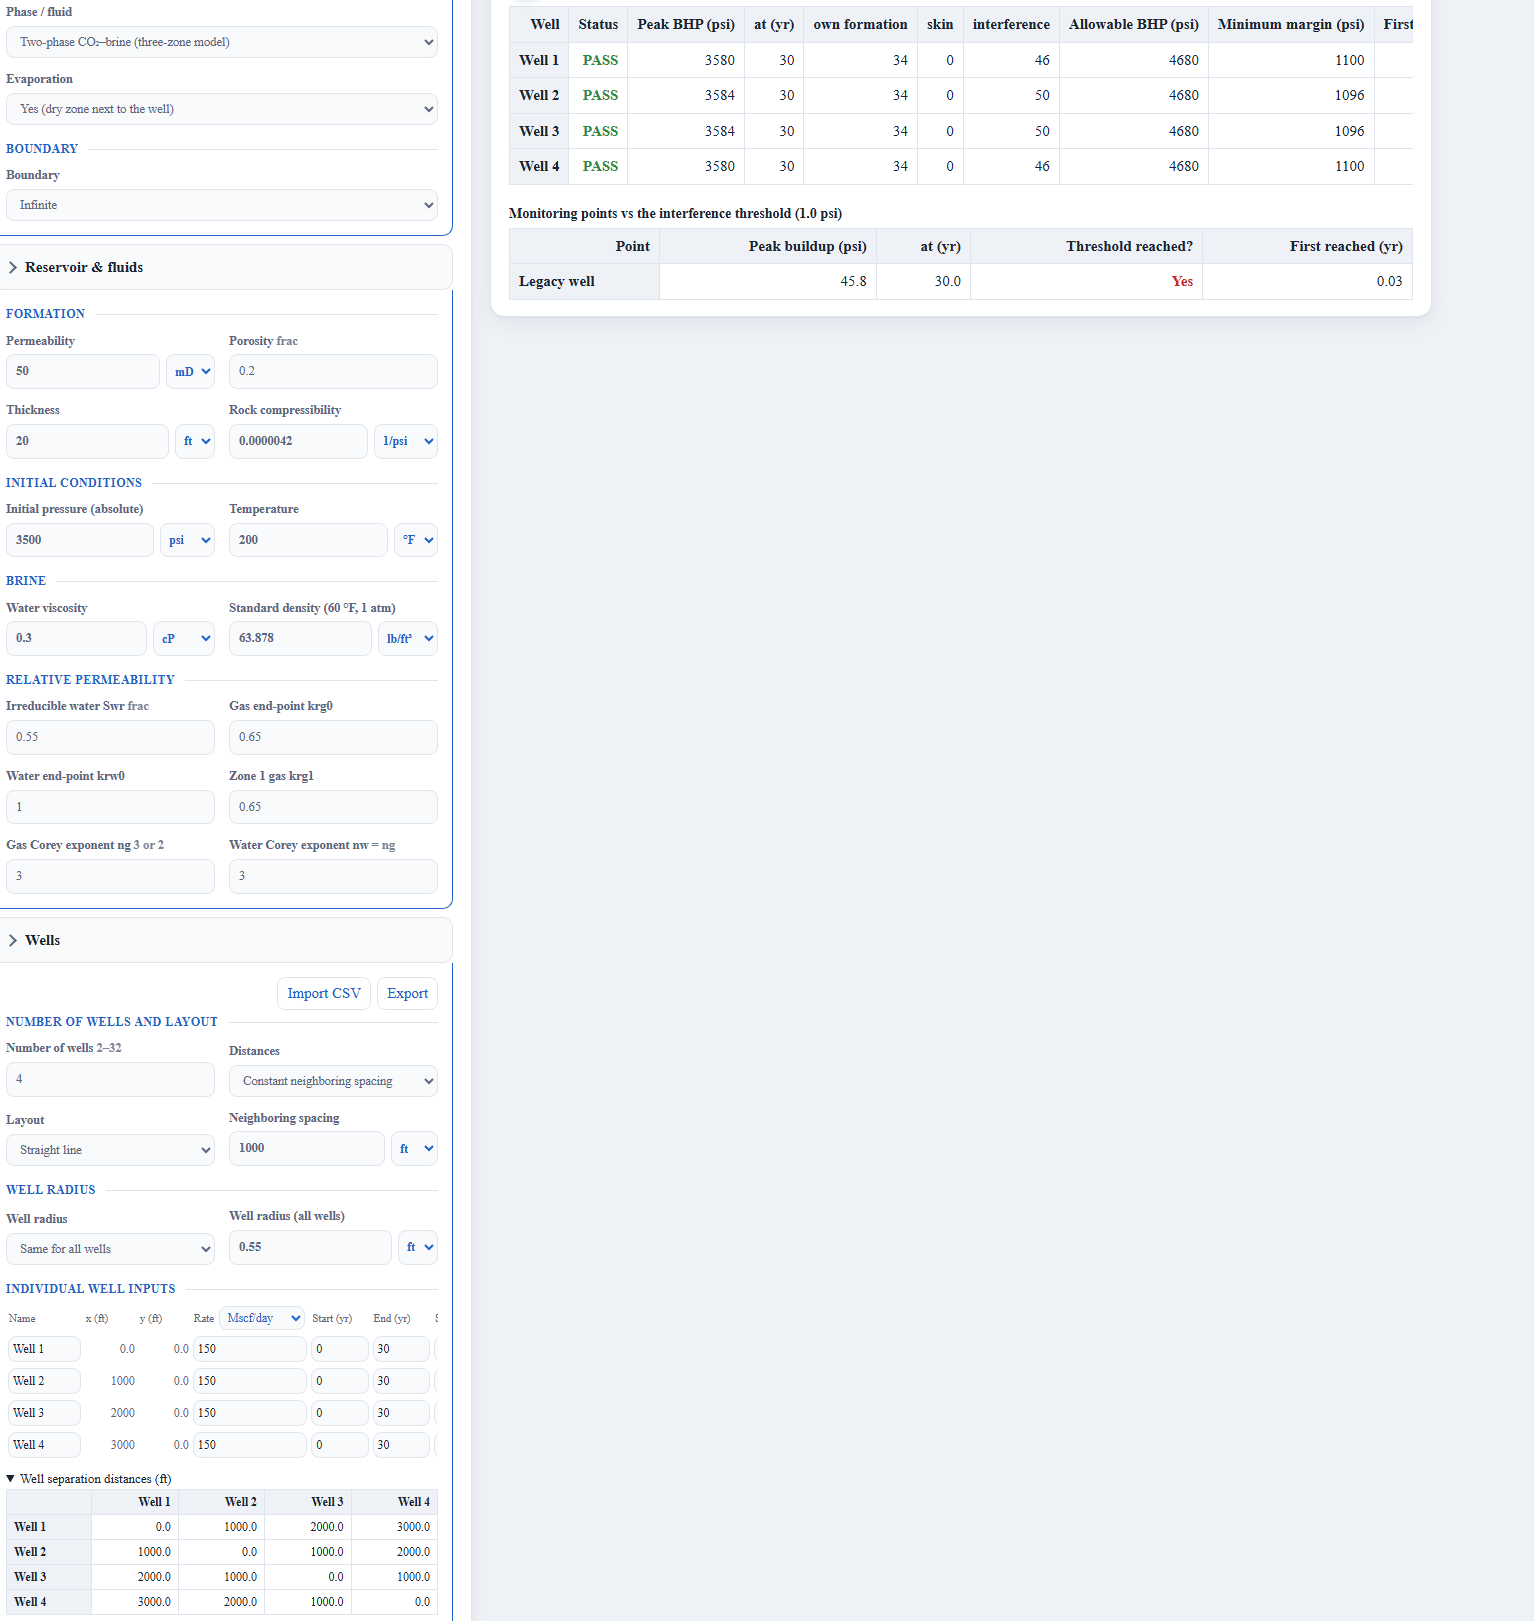 Phase / fluid
Two-phase CO₂–brine (three-zone model)
Evaporation
Yes (dry zone next to the well)
BOUNDARY
Boundary
Infinite
Reservoir & fluids
FORMATION
Permeability
Porosity frac
50
mD
0.2
Thickness
Rock compressibility
20
ft
0.0000042
1/psi
INITIAL CONDITIONS
Initial pressure (absolute)
Temperature
3500
psi
200
°F
BRINE
Water viscosity
Standard density (60 °F, 1 atm)
0.3
cP
63.878
lb/ft³
RELATIVE PERMEABILITY
Irreducible water Swr frac
Gas end-point krg0
0.55
0.65
Water end-point krw0
Zone 1 gas krg1
1
0.65
Gas Corey exponent ng 3 or 2
Water Corey exponent nw = ng
3
3
Wells
Import CSV
Export
NUMBER OF WELLS AND LAYOUT
Number of wells 2–32
Distances
4
Constant neighboring spacing
Layout
Neighboring spacing
Straight line
1000
ft
WELL RADIUS
Well radius
Well radius (all wells)
Same for all wells
0.55
ft
INDIVIDUAL WELL INPUTS
Name x (ft) y (ft) Rate Mscf/day Start (yr) End (yr)
Well 1 0.0 0.0 150 0 30
Well 2 1000 0.0 150 0 30
Well 3 2000 0.0 150 0 30
Well 4 3000 0.0 150 0 30
Well separation distances (ft)
Well 1 Well 2 Well 3 Well 4
Well 1 0.0 1000.0 2000.0 3000.0
Well 2 1000.0 0.0 1000.0 2000.0
Well 3 2000.0 1000.0 0.0 1000.0
Well 4 3000.0 2000.0 1000.0 0.0
Well Status Peak BHP (psi) at (yr) own formation skin interference Allowable BHP (psi) Minimum margin (psi) First
Well 1 PASS 3580 30 34 0 46 4680 1100
Well 2 PASS 3584 30 34 0 50 4680 1096
Well 3 PASS 3584 30 34 0 50 4680 1096
Well 4 PASS 3580 30 34 0 46 4680 1100
Monitoring points vs the interference threshold (1.0 psi)
Point Peak buildup (psi) at (yr) Threshold reached? First reached (yr)
Legacy well 45.8 30.0 Yes 0.03